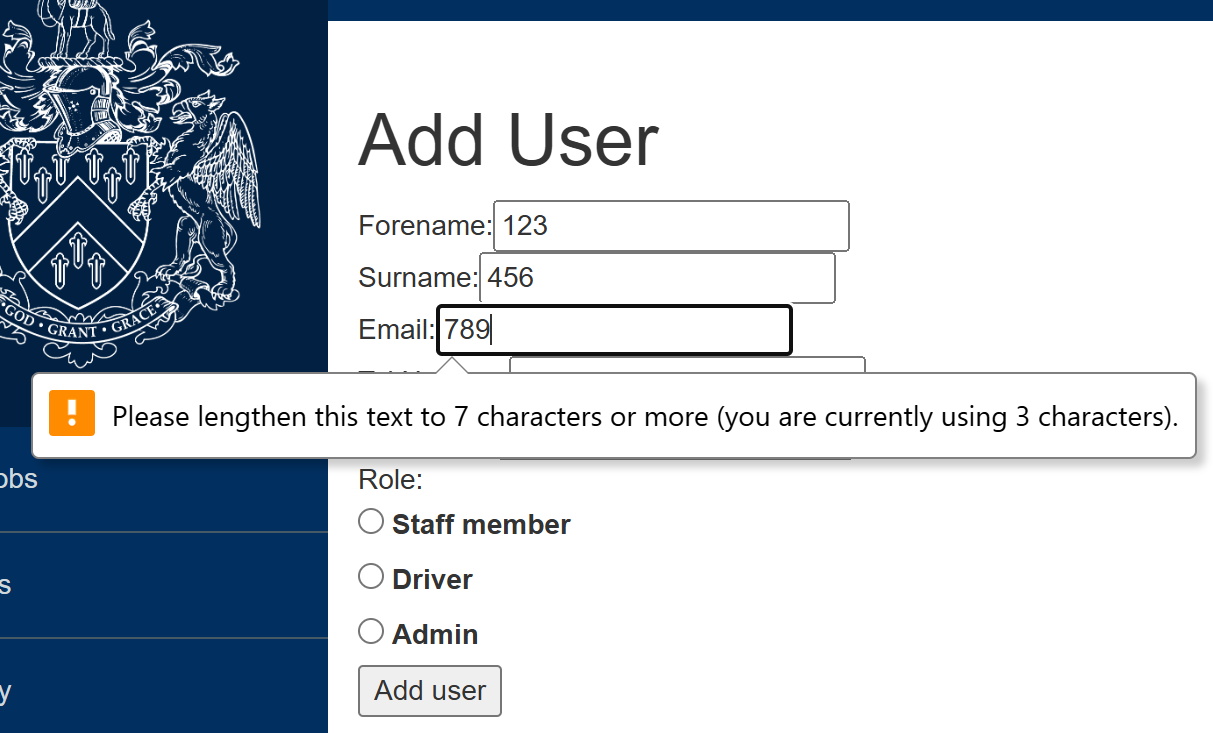 Add User
Forename: 123
Surname: 456
Email: 789
Please lengthen this text to 7 characters or more (you are currently using 3 characters).
Role:
Staff member
Driver
Admin
Add user
GOD · GRANT · GRACE
obs
s
y